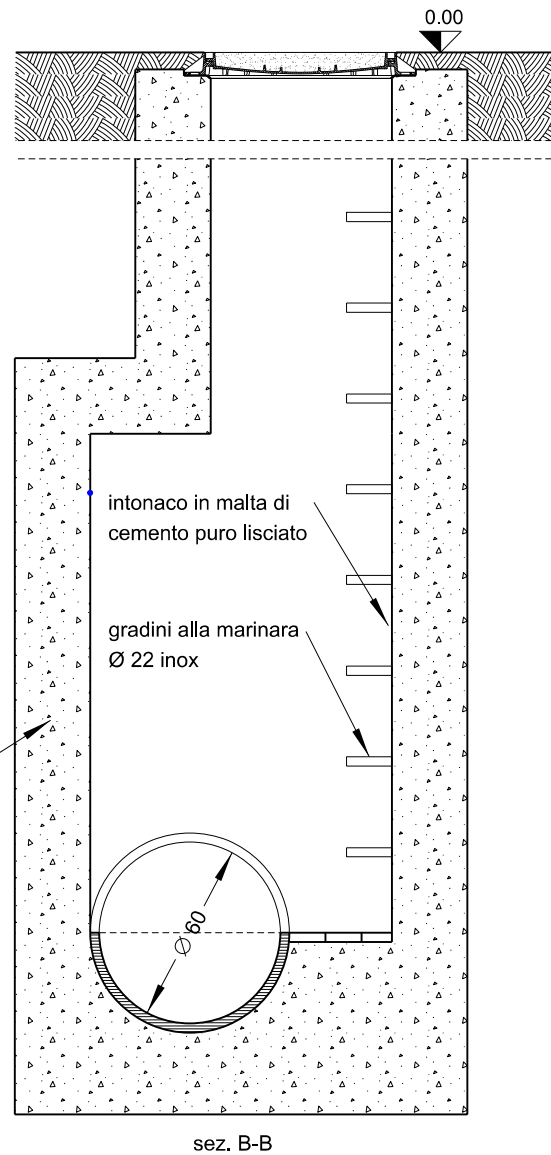 0.00
intonaco in malta di
cemento puro lisciato
gradini alla marinara
Ø 22 inox
Ø 60
sez. B-B